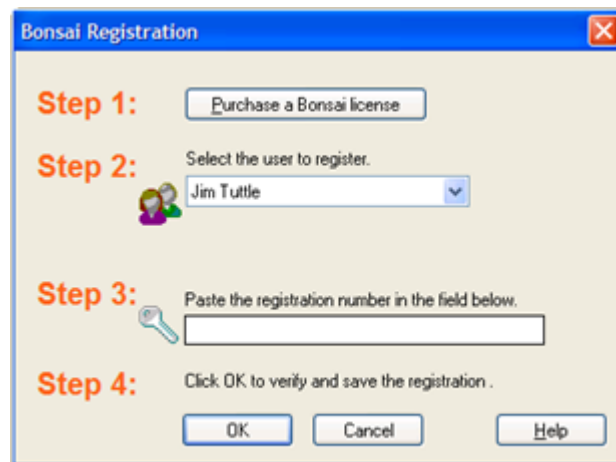 Bonsai Registration
Step 1:
Purchase a Bonsai license
Step 2:
Select the user to register.
Jim Tuttle
Step 3:
Paste the registration number in the field below.
Step 4:
Click OK to verify and save the registration .
OK Cancel Help